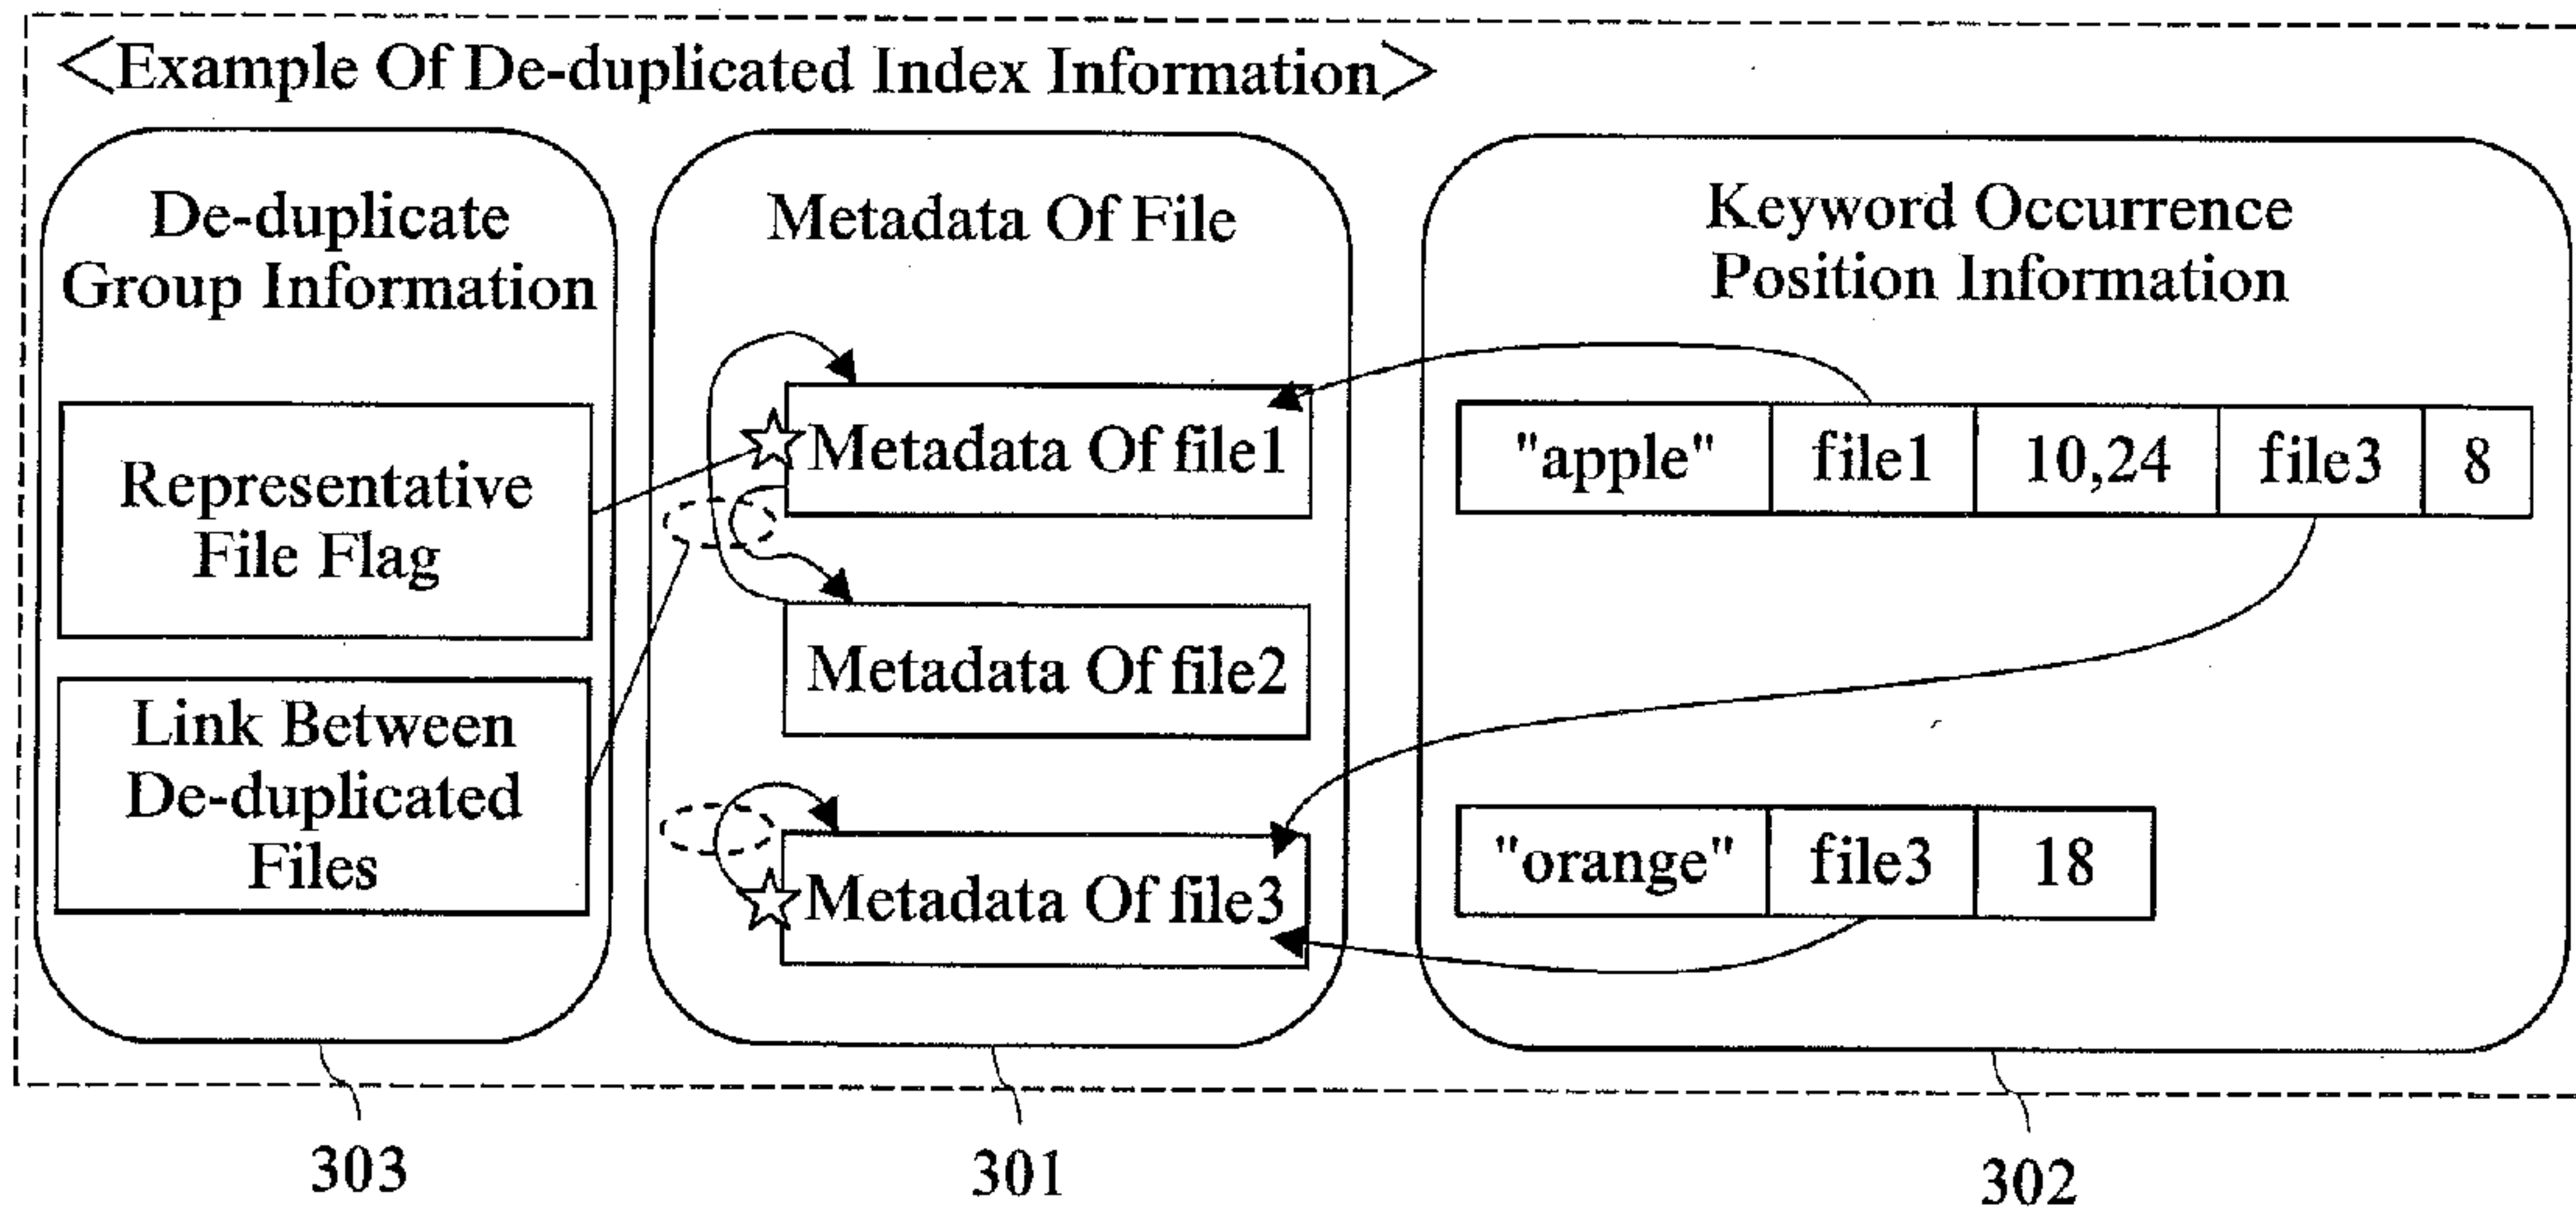 <Example Of De-duplicated Index Information>
De-duplicate
Group Information
Representative
File Flag
Link Between
De-duplicated
Files
303
Metadata Of File
Metadata Of file1
Metadata Of file2
Metadata Of file3
301
Keyword Occurrence
Position Information
"apple" file1 10,24 file3 8
"orange" file3 18
302